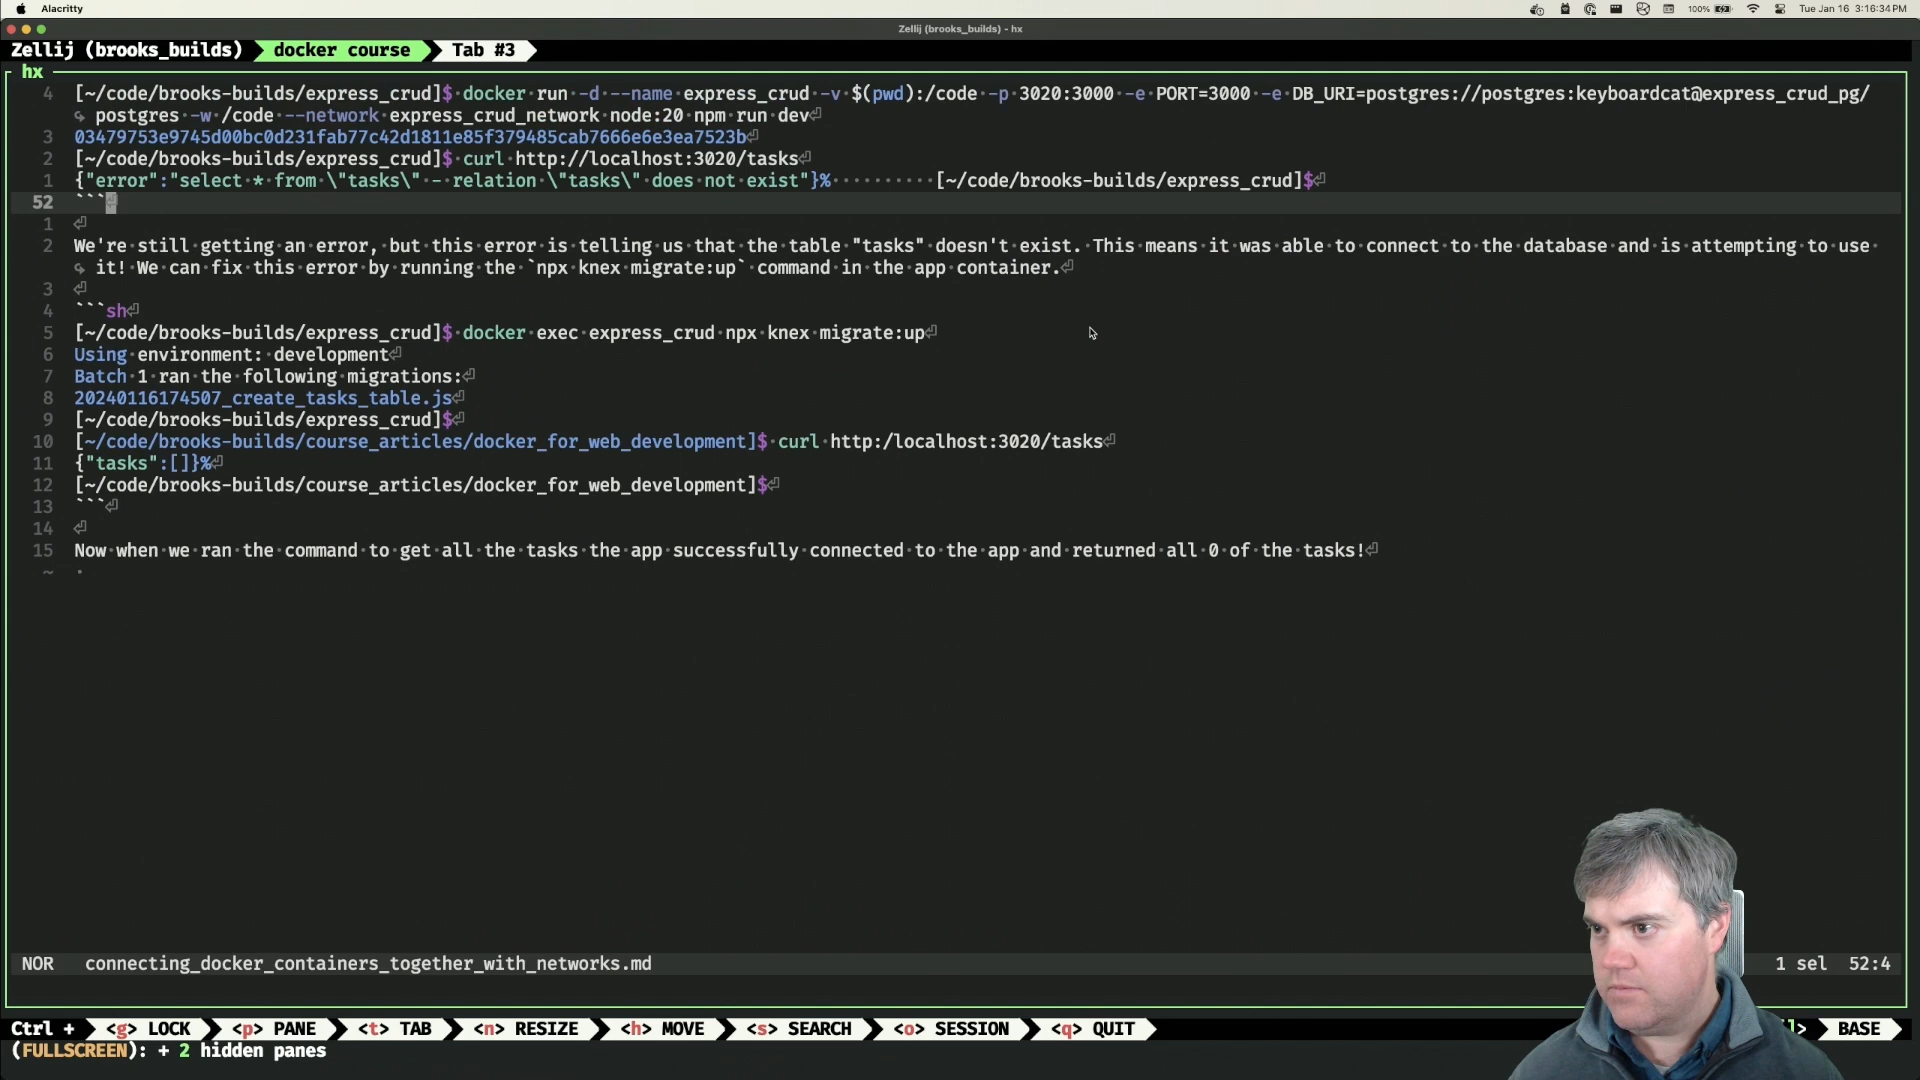 Alacritty
100%
Tue Jan 16 3:16:34 PM
Zellij (brooks_builds) - hx
Zellij (brooks_builds) docker course Tab #3
hx
4 [~/code/brooks-builds/express_crud]$ docker run -d --name express_crud -v $(pwd):/code -p 3020:3000 -e PORT=3000 -e DB_URI=postgres://postgres:keyboardcat@express_crud_pg/
postgres -w /code --network express_crud_network node:20 npm run dev
3 03479753e9745d00bc0d231fab77c42d1811e85f379485cab7666e6e3ea7523b
2 [~/code/brooks-builds/express_crud]$ curl http://localhost:3020/tasks
1 {"error":"select * from \"tasks\" - relation \"tasks\" does not exist"}%          [~/code/brooks-builds/express_crud]$
52 ```
1
2 We're still getting an error, but this error is telling us that the table "tasks" doesn't exist. This means it was able to connect to the database and is attempting to use
it! We can fix this error by running the `npx knex migrate:up` command in the app container.
3
4 ```sh
5 [~/code/brooks-builds/express_crud]$ docker exec express_crud npx knex migrate:up
6 Using environment: development
7 Batch 1 ran the following migrations:
8 20240116174507_create_tasks_table.js
9 [~/code/brooks-builds/express_crud]$
10 [~/code/brooks-builds/course_articles/docker_for_web_development]$ curl http:/localhost:3020/tasks
11 {"tasks":[]}%
12 [~/code/brooks-builds/course_articles/docker_for_web_development]$
13 ```
14
15 Now when we ran the command to get all the tasks the app successfully connected to the app and returned all 0 of the tasks!
~
NOR connecting_docker_containers_together_with_networks.md 1 sel 52:4
Ctrl + <g> LOCK <p> PANE <t> TAB <n> RESIZE <h> MOVE <s> SEARCH <o> SESSION <q> QUIT BASE
(FULLSCREEN): + 2 hidden panes